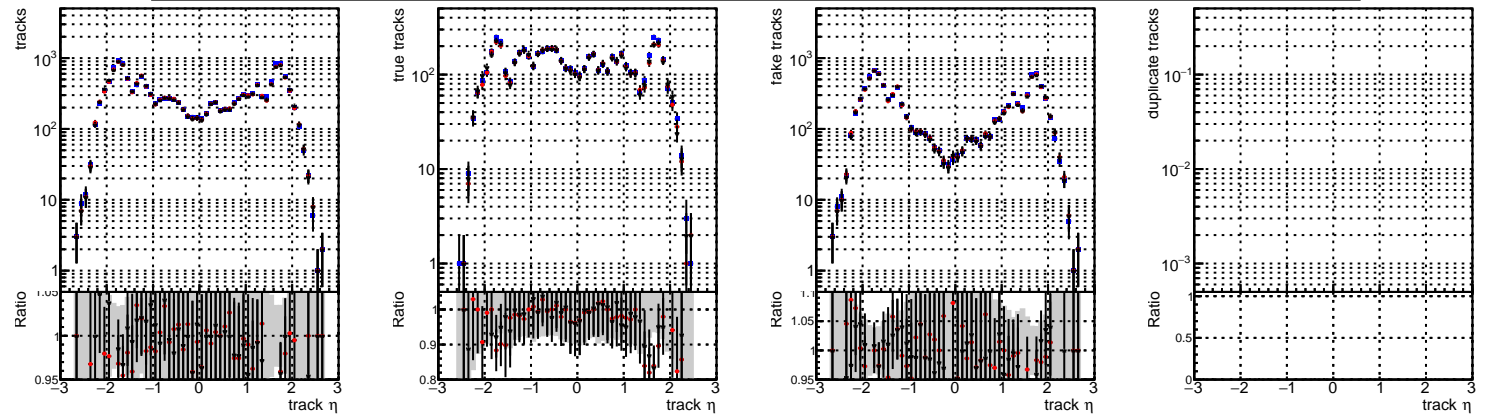 tracks
10³
10²
10
1
1.05
1
0.95
Ratio
−3 −2 −1 0 1 2 3
track η
true tracks
10²
10
1
1
0.9
0.8
Ratio
−3 −2 −1 0 1 2 3
track η
fake tracks
10³
10²
10
1
1.1
1.05
1
0.95
Ratio
−3 −2 −1 0 1 2 3
track η
duplicate tracks
10⁻¹
10⁻²
10⁻³
1
0.5
0
Ratio
−3 −2 −1 0 1 2 3
track η